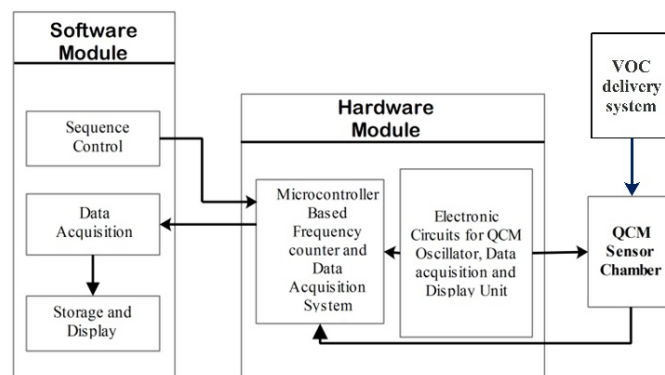 Software
Module
Sequence
Control
Data
Acquisition
Storage and
Display
Hardware
Module
Microcontroller
Based
Frequency
counter and
Data
Acquisition
System
Electronic
Circuits for QCM
Oscillator, Data
acquisition and
Display Unit
VOC
delivery
system
QCM
Sensor
Chamber